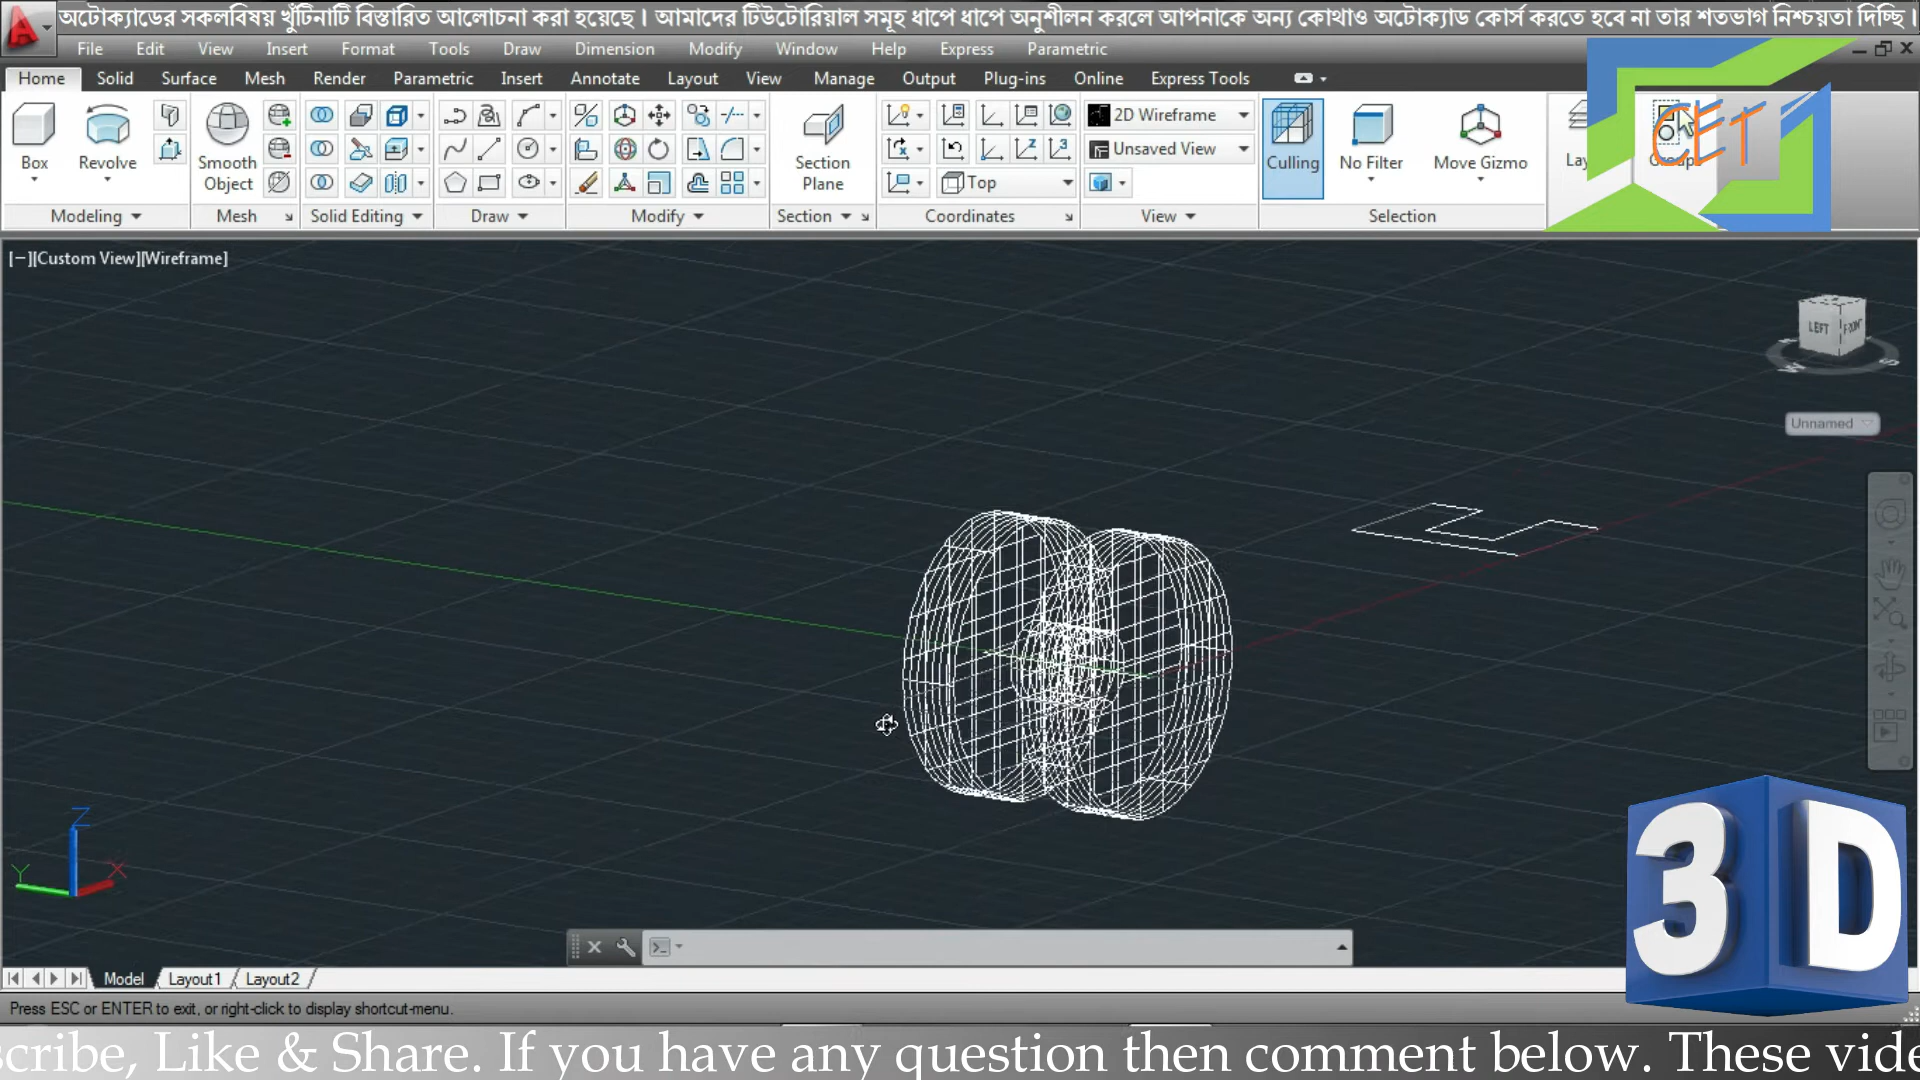 অটোক্যাডের সকলবিষয় খুঁটিনাটি বিস্তারিত আলোচনা করা হয়েছে। আমাদের টিউটোরিয়াল সমূহ ধাপে ধাপে অনুশীলন করলে আপনাকে অন্য কোথাও অটোক্যাড কোর্স করতে হবে না তার শতভাগ নিশ্চয়তা দিচ্ছি।
File Edit View Insert Format Tools Draw Dimension Modify Window Help Express Parametric
Home Solid Surface Mesh Render Parametric Insert Annotate Layout View Manage Output Plug-ins Online Express Tools
2D Wireframe
Unsaved View
Top
Box Revolve Smooth Object Section Plane Culling No Filter Move Gizmo
CET
Modeling Mesh Solid Editing Draw Modify Section Coordinates View Selection
[−][Custom View][Wireframe]
LEFT FRONT
W S
Unnamed
Z
Y X
3D
Model Layout1 Layout2
Press ESC or ENTER to exit, or right-click to display shortcut-menu.
scribe, Like & Share. If you have any question then comment below. These vide